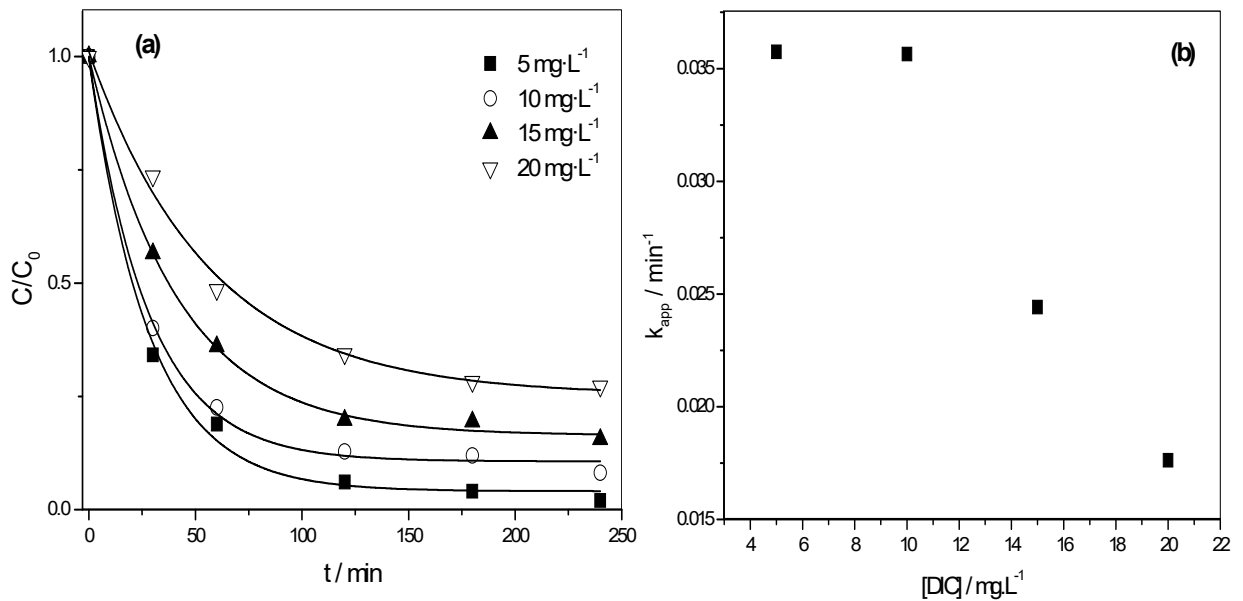 (a)
5 mg·L⁻¹
10 mg·L⁻¹
15 mg·L⁻¹
20 mg·L⁻¹
1.0
0.5
0.0
C/C₀
0 50 100 150 200 250
t / min
(b)
0.035
0.030
0.025
0.020
0.015
kₐₚₚ / min⁻¹
4 6 8 10 12 14 16 18 20 22
[DIC] / mg.L⁻¹